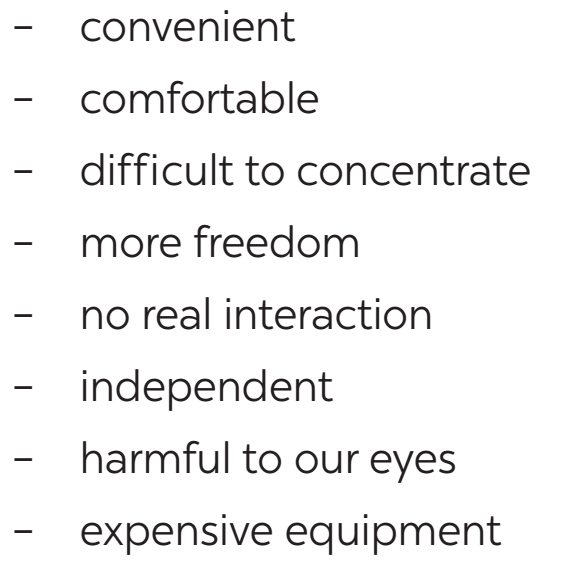 – convenient
– comfortable
– difficult to concentrate
– more freedom
– no real interaction
– independent
– harmful to our eyes
– expensive equipment